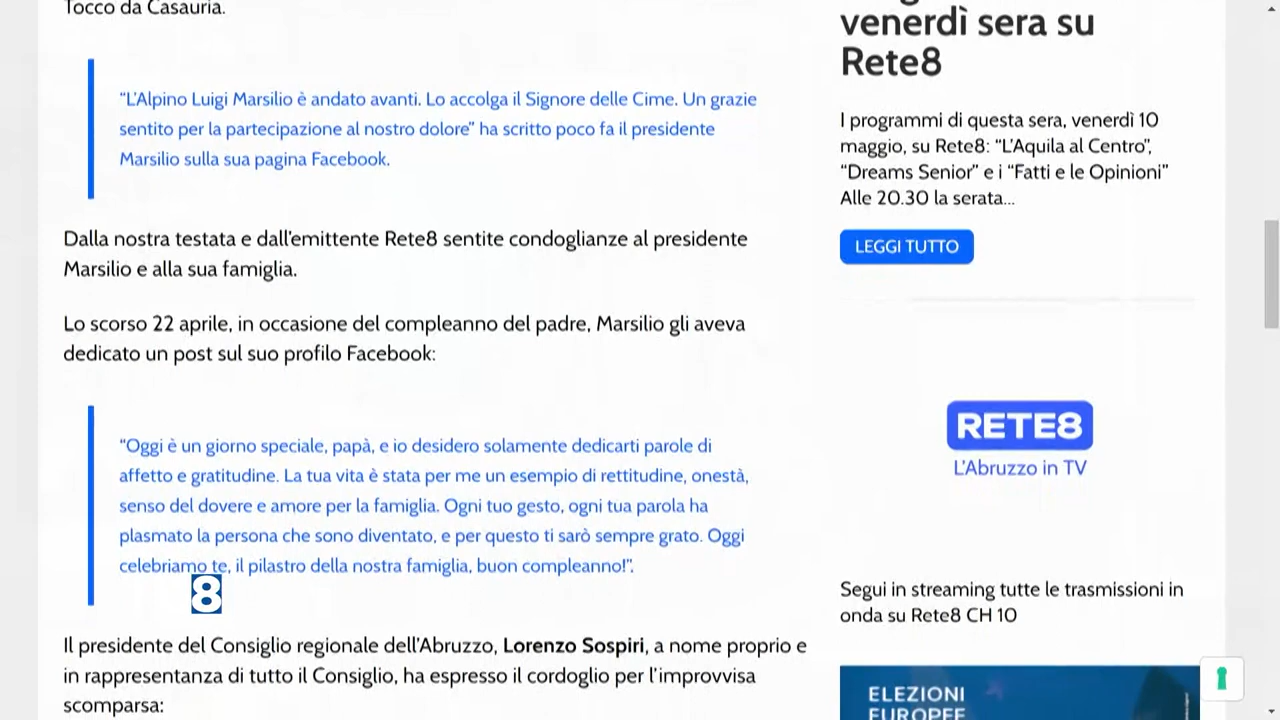 Tocco da Casauria.
“L’Alpino Luigi Marsilio è andato avanti. Lo accolga il Signore delle Cime. Un grazie
sentito per la partecipazione al nostro dolore” ha scritto poco fa il presidente
Marsilio sulla sua pagina Facebook.
Dalla nostra testata e dall’emittente Rete8 sentite condoglianze al presidente
Marsilio e alla sua famiglia.
Lo scorso 22 aprile, in occasione del compleanno del padre, Marsilio gli aveva
dedicato un post sul suo profilo Facebook:
“Oggi è un giorno speciale, papà, e io desidero solamente dedicarti parole di
affetto e gratitudine. La tua vita è stata per me un esempio di rettitudine, onestà,
senso del dovere e amore per la famiglia. Ogni tuo gesto, ogni tua parola ha
plasmato la persona che sono diventato, e per questo ti sarò sempre grato. Oggi
celebriamo te, il pilastro della nostra famiglia, buon compleanno!”.
8
Il presidente del Consiglio regionale dell’Abruzzo, Lorenzo Sospiri, a nome proprio e
in rappresentanza di tutto il Consiglio, ha espresso il cordoglio per l’improvvisa
scomparsa:
venerdì sera su
Rete8
I programmi di questa sera, venerdì 10
maggio, su Rete8: “L’Aquila al Centro”,
“Dreams Senior” e i “Fatti e le Opinioni”
Alle 20.30 la serata...
LEGGI TUTTO
RETE8
L’Abruzzo in TV
Segui in streaming tutte le trasmissioni in
onda su Rete8 CH 10
ELEZIONI
EUROPEE